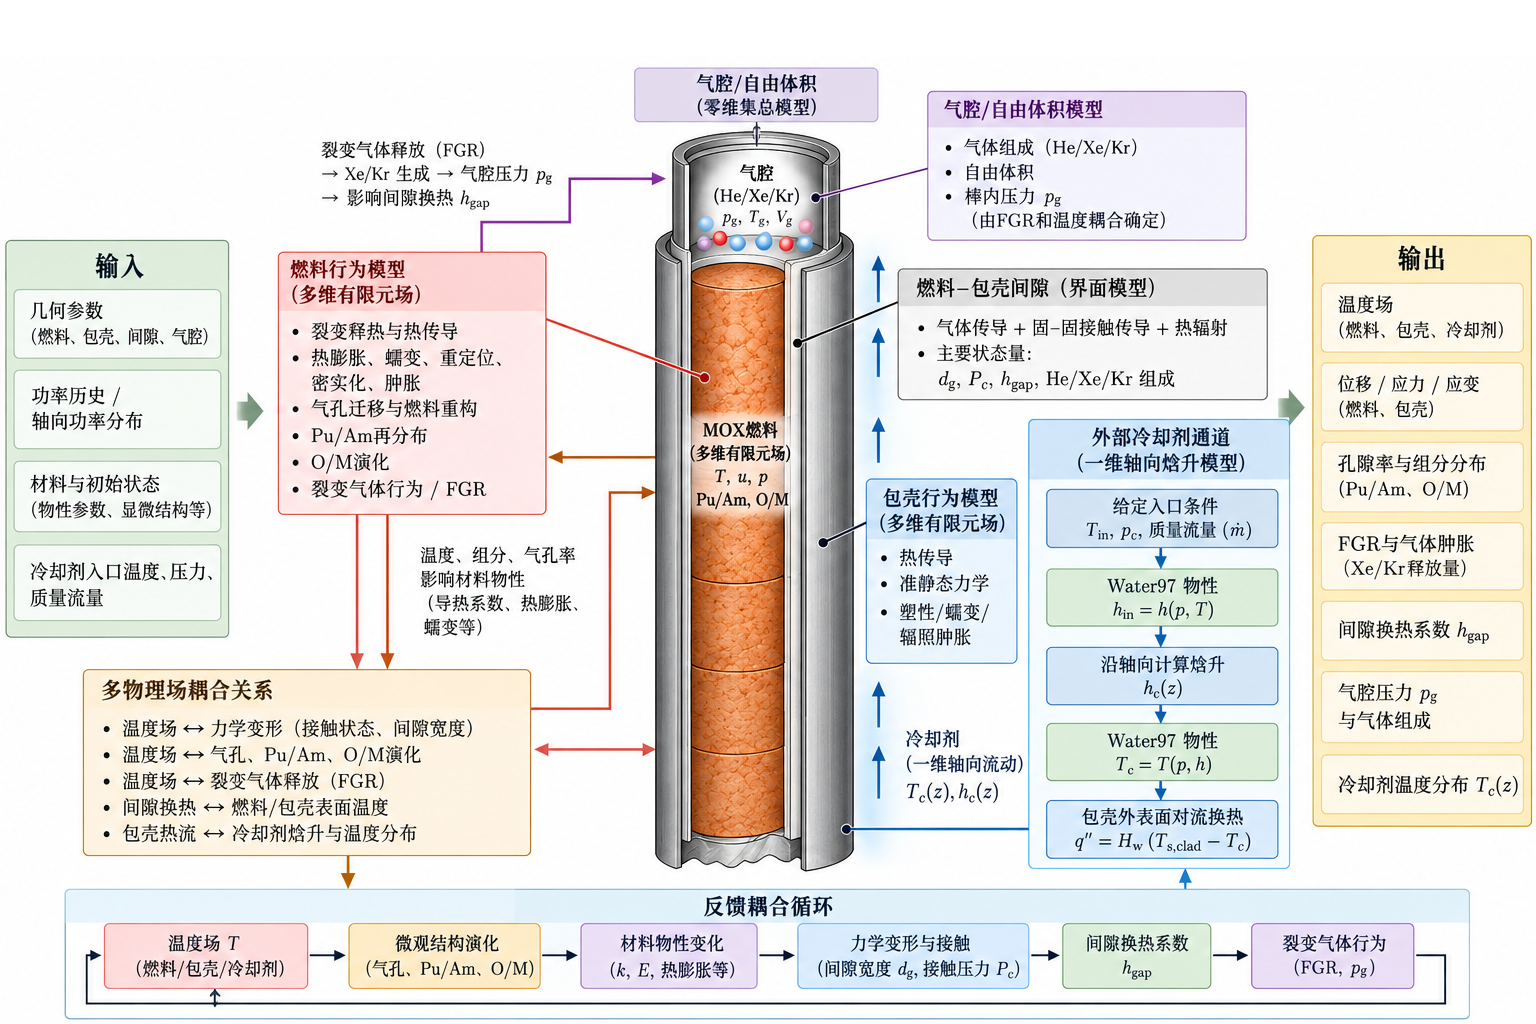 气腔/自由体积
（零维集总模型）
裂变气体释放（FGR）
→ Xe/Kr 生成 → 气腔压力 p_g
→ 影响间隙换热 h_gap
气腔/自由体积模型
• 气体组成（He/Xe/Kr）
• 自由体积
• 棒内压力 p_g
（由FGR和温度耦合确定）
气腔
(He/Xe/Kr)
p_g, T_g, V_g
输入
几何参数
（燃料、包壳、间隙、气腔）
功率历史 /
轴向功率分布
材料与初始状态
（物性参数、显微结构等）
冷却剂入口温度、压力、
质量流量
燃料行为模型
（多维有限元场）
• 裂变释热与热传导
• 热膨胀、蠕变、重定位、
密实化、肿胀
• 气孔迁移与燃料重构
• Pu/Am再分布
• O/M演化
• 裂变气体行为 / FGR
燃料–包壳间隙（界面模型）
• 气体传导 + 固–固接触传导 + 热辐射
• 主要状态量:
d_g, P_c, h_gap, He/Xe/Kr 组成
MOX燃料
(多维有限元场)
T, u, p
Pu/Am, O/M
包壳行为模型
（多维有限元场）
• 热传导
• 准静态力学
• 塑性/蠕变/
辐照肿胀
温度、组分、气孔率
影响材料物性
（导热系数、热膨胀、
蠕变等）
冷却剂
（一维轴向流动）
T_c(z), h_c(z)
外部冷却剂通道
（一维轴向焓升模型）
给定入口条件
T_in, p_c, 质量流量 (ṁ)
Water97 物性
h_in = h(p, T)
沿轴向计算焓升
h_c(z)
Water97 物性
T_c = T(p, h)
包壳外表面对流换热
q″ = H_w (T_s,clad − T_c)
输出
温度场
（燃料、包壳、冷却剂）
位移 / 应力 / 应变
（燃料、包壳）
孔隙率与组分分布
(Pu/Am、O/M)
FGR与气体肿胀
（Xe/Kr释放量）
间隙换热系数 h_gap
气腔压力 p_g
与气体组成
冷却剂温度分布 T_c(z)
多物理场耦合关系
• 温度场 ↔ 力学变形（接触状态、间隙宽度）
• 温度场 ↔ 气孔、Pu/Am、O/M演化
• 温度场 ↔ 裂变气体释放（FGR）
• 间隙换热 ↔ 燃料/包壳表面温度
• 包壳热流 ↔ 冷却剂焓升与温度分布
反馈耦合循环
温度场 T
（燃料/包壳/冷却剂）
微观结构演化
（气孔、Pu/Am、O/M）
材料物性变化
（k, E, 热膨胀等）
力学变形与接触
（间隙宽度 d_g, 接触压力 P_c）
间隙换热系数
h_gap
裂变气体行为
（FGR, p_g）